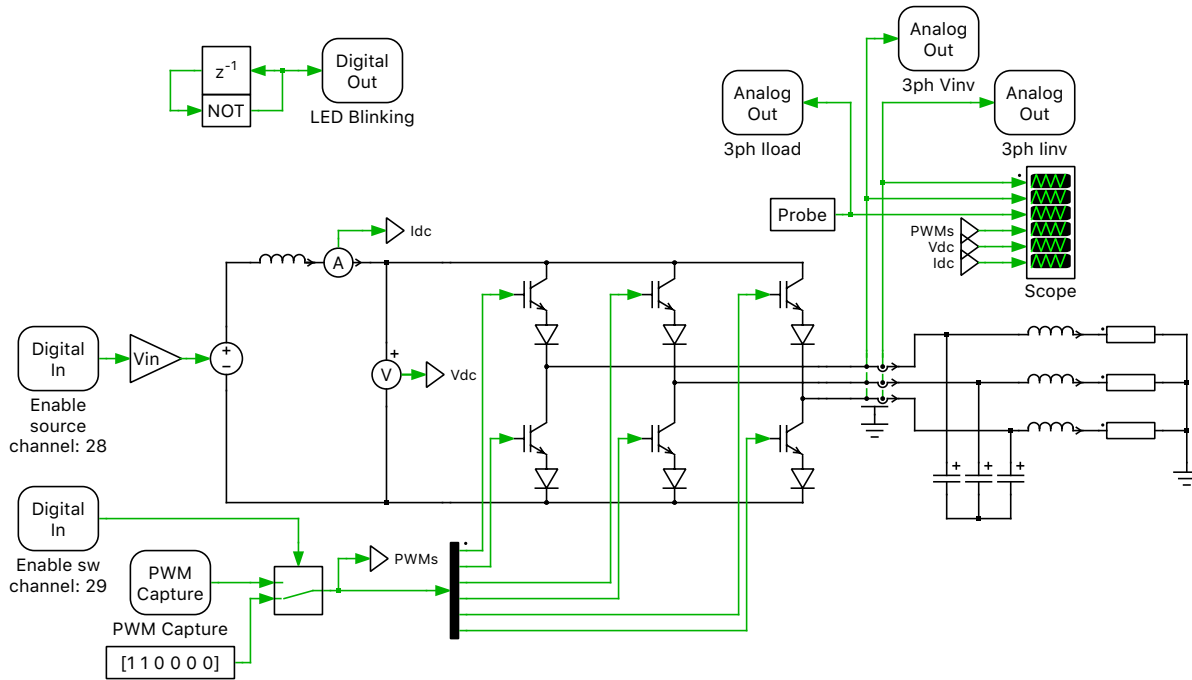 Analog
Out
3ph Vinv
z-1
NOT
Digital
Out
LED Blinking
Analog
Out
3ph Iload
Analog
Out
3ph Iinv
Probe
PWMs
Vdc
Idc
Scope
A
Idc
+
V
Vdc
Digital
In
Enable
source
channel: 28
Vin
+
−
+
+
+
Digital
In
Enable sw
channel: 29
PWM
Capture
PWM Capture
PWMs
[1 1 0 0 0 0]